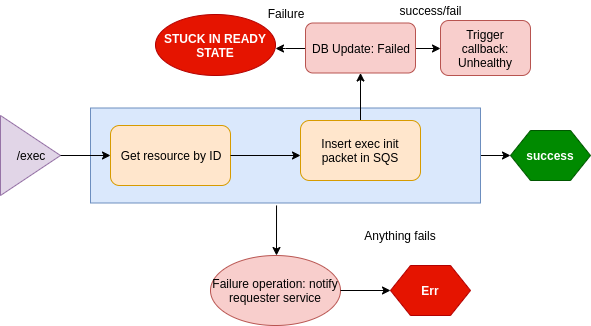 Failure
success/fail
STUCK IN READY
STATE
DB Update: Failed
Trigger
callback:
Unhealthy
/exec
Get resource by ID
Insert exec init
packet in SQS
success
Anything fails
Failure operation: notify
requester service
Err